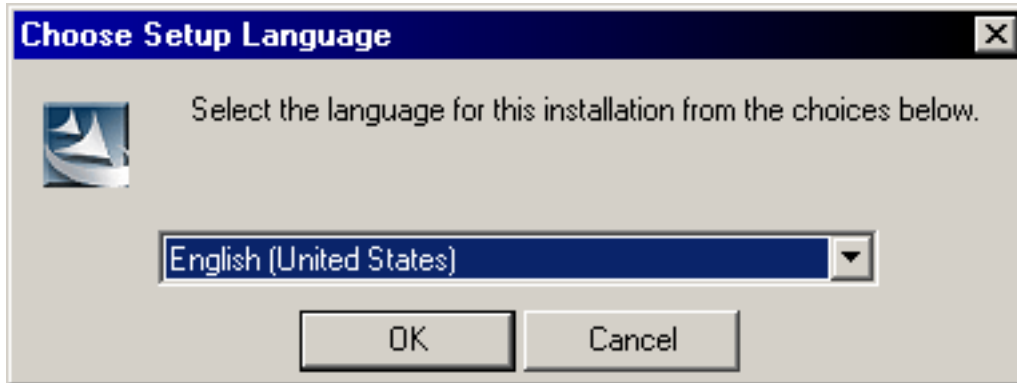 Choose Setup Language
Select the language for this installation from the choices below.
English (United States)
OK
Cancel